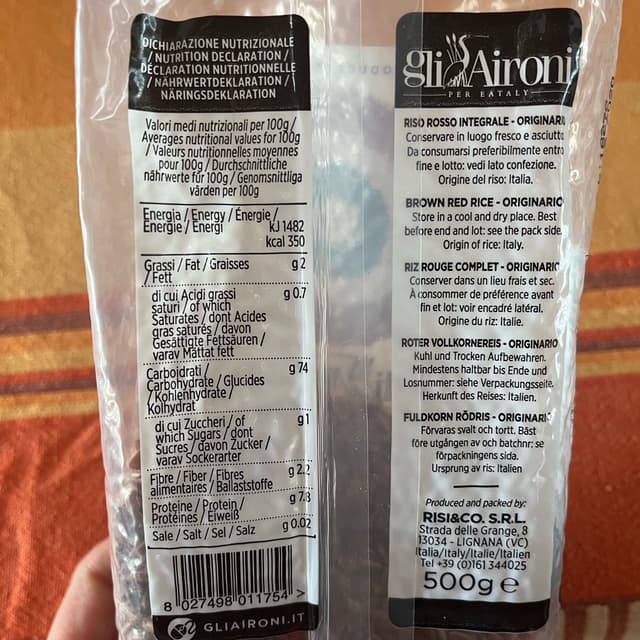 DICHIARAZIONE NUTRIZIONALE
/ NUTRITION DECLARATION /
DÉCLARATION NUTRITIONNELLE
/ NÄHRWERTDEKLARATION /
NÄRINGSDEKLARATION
Valori medi nutrizionali per 100g /
Averages nutritional values for 100g
/ Valeurs nutritionnelles moyennes
pour 100g / Durchschnittliche
nährwerte für 100g / Genomsnittliga
värden per 100g
Energia / Energy / Énergie /
Energie / Energi
kJ 1482
kcal 350
Grassi / Fat / Graisses
/ Fett
g 2
di cui Acidi grassi
saturi / of which
Saturates / dont Acides
gras saturés / davon
Gesättigte Fettsäuren /
varav Mättat fett
g 0.7
Carboidrati /
Carbohydrate / Glucides
/ Kohlenhydrate /
Kolhydrat
g 74
di cui Zuccheri / of
which Sugars / dont
Sucres / davon Zucker /
varav Sockerarter
g 1
Fibre / Fiber / Fibres
alimentaires / Ballaststoffe
g 2.2
Proteine / Protein /
Protéines / Eiweiß
g 7.8
Sale / Salt / Sel / Salz
g 0.02
8 027498 011754 >
GLIAIRONI.IT
gli Aironi
PER EATALY
RISO ROSSO INTEGRALE - ORIGINARI
Conservare in luogo fresco e asciutto
Da consumarsi preferibilmente entro
fine e lotto: vedi lato confezione.
Origine del riso: Italia.
BROWN RED RICE - ORIGINARIO
Store in a cool and dry place. Best
before end and lot: see the pack side.
Origin of rice: Italy.
RIZ ROUGE COMPLET - ORIGINARIO
Conserver dans un lieu frais et sec.
À consommer de préférence avant
fin et lot: voir encadré latéral.
Origine du riz: Italie.
ROTER VOLLKORNEREIS - ORIGINARIO
Kuhl und Trocken Aufbewahren.
Mindestens haltbar bis Ende und
Losnummer: siehe Verpackungsseite.
Herkunft des Reises: Italien.
FULDKORN RÖDRIS - ORIGINARIO
Förvaras svalt och tortt. Bäst
före utgången av och batchnr: se
förpackningens sida.
Ursprung av ris: Italien
Produced and packed by:
RISI&CO. S.R.L.
Strada delle Grange, 8
13034 - LIGNANA (VC)
Italia/Italy/Italie/Italien
Tel +39 (0)161 344025
500g e